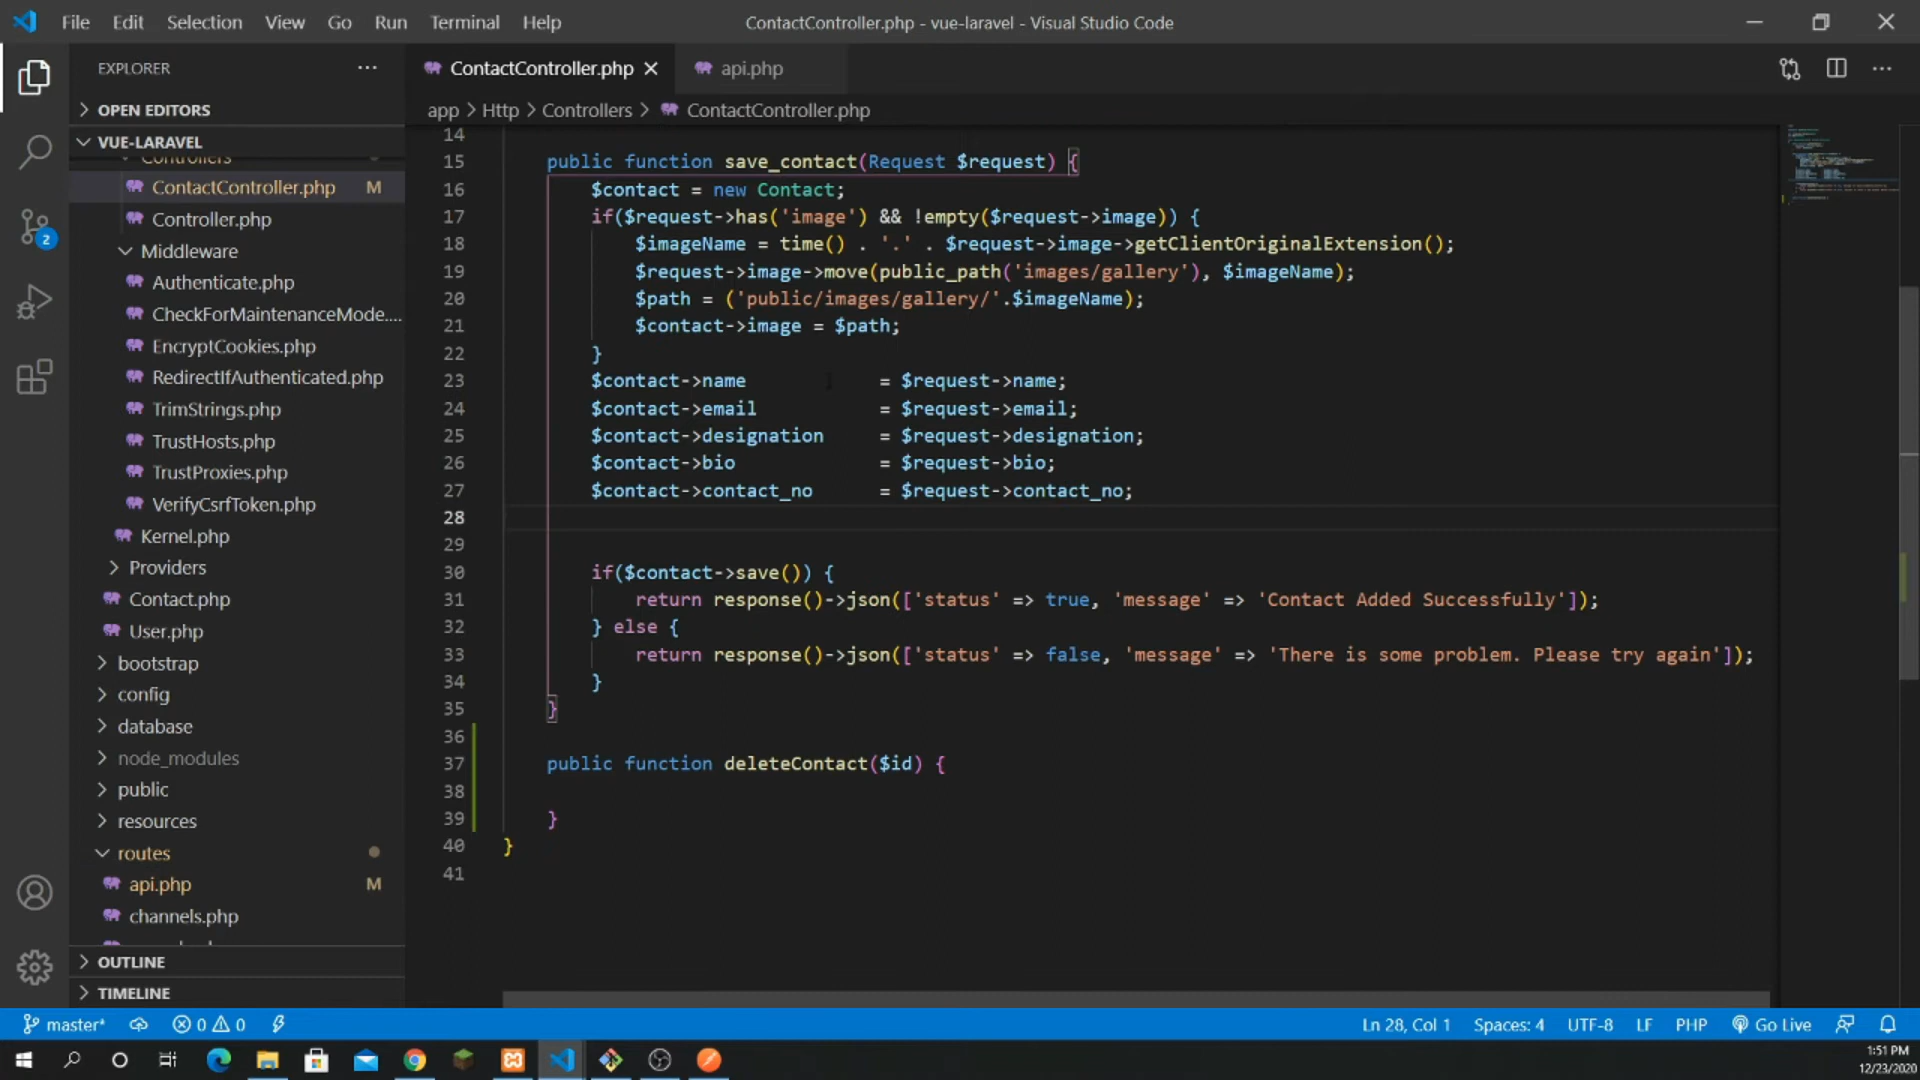 File Edit Selection View Go Run Terminal Help
ContactController.php - vue-laravel - Visual Studio Code
EXPLORER
ContactController.php
api.php
OPEN EDITORS
app > Http > Controllers > ContactController.php
VUE-LARAVEL
Controllers
ContactController.php M
Controller.php
Middleware
Authenticate.php
CheckForMaintenanceMode....
EncryptCookies.php
RedirectIfAuthenticated.php
TrimStrings.php
TrustHosts.php
TrustProxies.php
VerifyCsrfToken.php
Kernel.php
Providers
Contact.php
User.php
bootstrap
config
database
node_modules
public
resources
routes
api.php M
channels.php
OUTLINE
TIMELINE
14
15 public function save_contact(Request $request) {
16 $contact = new Contact;
17 if($request->has('image') && !empty($request->image)) {
18 $imageName = time() . '.' . $request->image->getClientOriginalExtension();
19 $request->image->move(public_path('images/gallery'), $imageName);
20 $path = ('public/images/gallery/'.$imageName);
21 $contact->image = $path;
22 }
23 $contact->name = $request->name;
24 $contact->email = $request->email;
25 $contact->designation = $request->designation;
26 $contact->bio = $request->bio;
27 $contact->contact_no = $request->contact_no;
28
29
30 if($contact->save()) {
31 return response()->json(['status' => true, 'message' => 'Contact Added Successfully']);
32 } else {
33 return response()->json(['status' => false, 'message' => 'There is some problem. Please try again']);
34 }
35 }
36
37 public function deleteContact($id) {
38
39 }
40 }
41
2
master* 0 0
Ln 28, Col 1 Spaces: 4 UTF-8 LF PHP Go Live
1:51 PM
12/23/2020